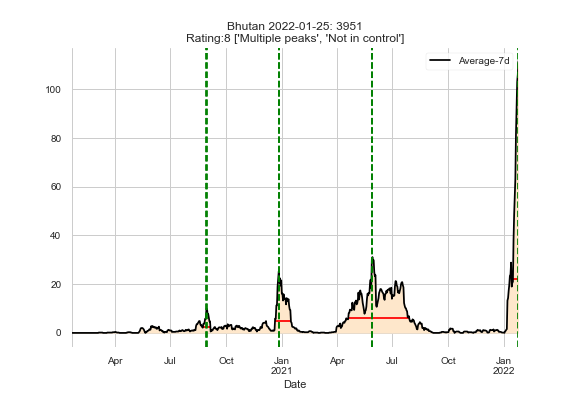 Bhutan 2022-01-25: 3951
Rating:8 ['Multiple peaks', 'Not in control']
Average-7d
100
80
60
40
20
0
Apr
Jul
Oct
Jan
2021
Apr
Jul
Oct
Jan
2022
Date